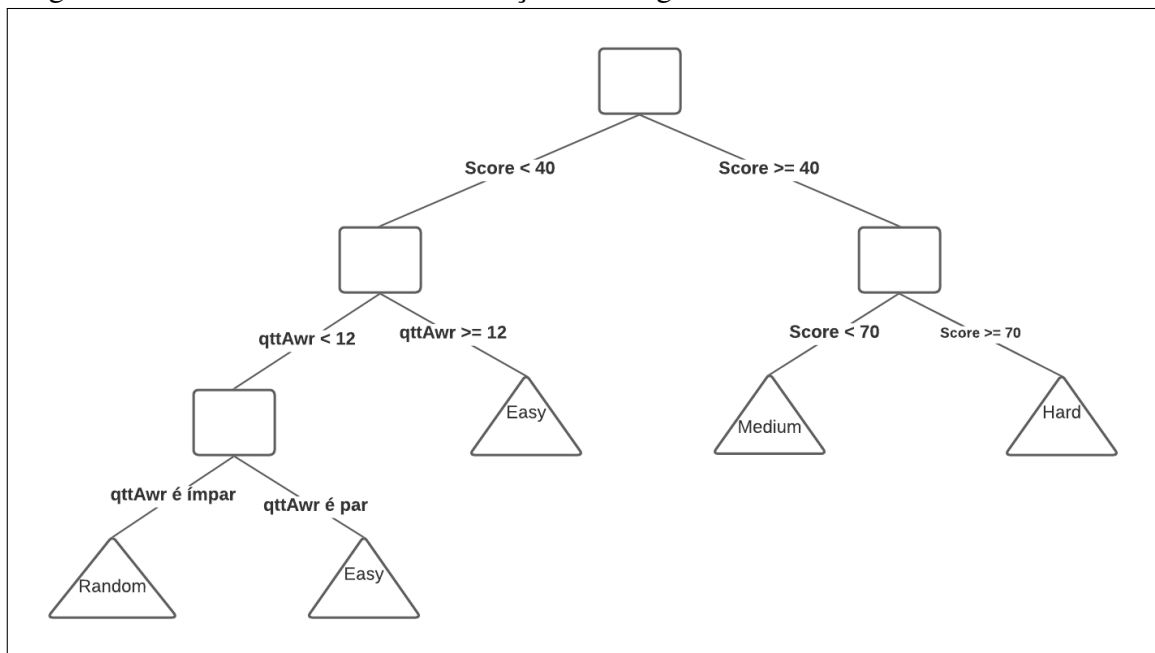 Score < 40
Score >= 40
qttAwr < 12
qttAwr >= 12
Score < 70
Score >= 70
Easy
Medium
Hard
qttAwr é ímpar
qttAwr é par
Random
Easy